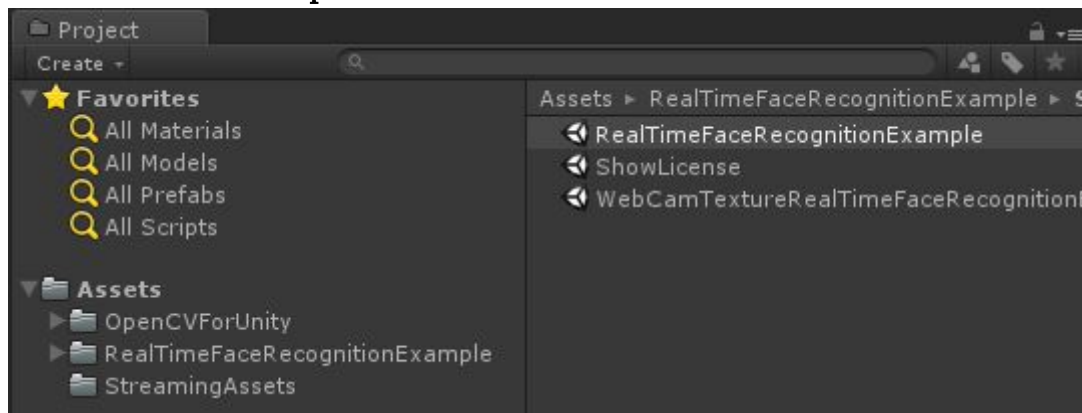 Project
Create
Favorites
All Materials
All Models
All Prefabs
All Scripts
Assets
OpenCVForUnity
RealTimeFaceRecognitionExample
StreamingAssets
Assets ▸ RealTimeFaceRecognitionExample ▸
RealTimeFaceRecognitionExample
ShowLicense